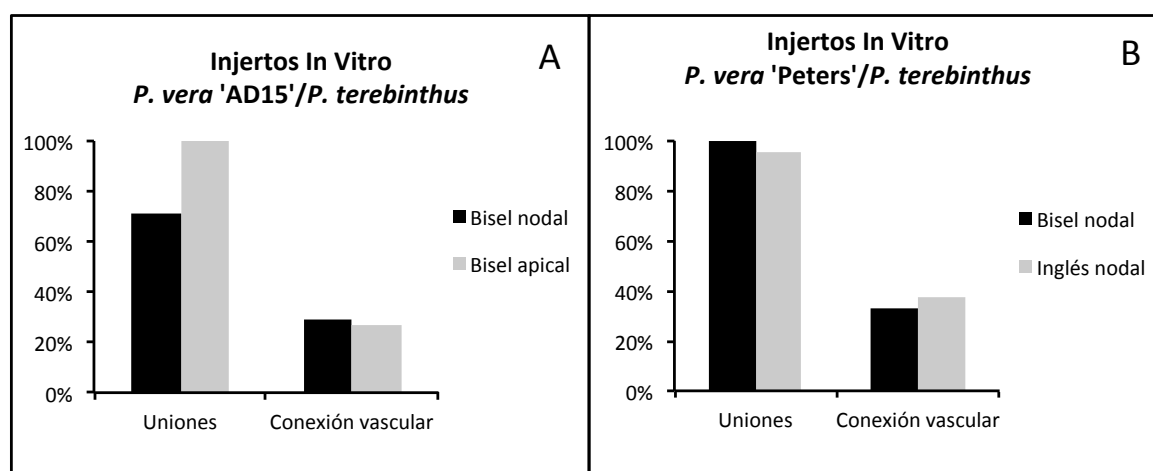 Injertos In Vitro
P. vera 'AD15'/P. terebinthus
A
100%
80%
60%
40%
20%
0%
Uniones
Conexión vascular
Bisel nodal
Bisel apical
Injertos In Vitro
P. vera 'Peters'/P. terebinthus
B
100%
80%
60%
40%
20%
0%
Uniones
Conexión vascular
Bisel nodal
Inglés nodal